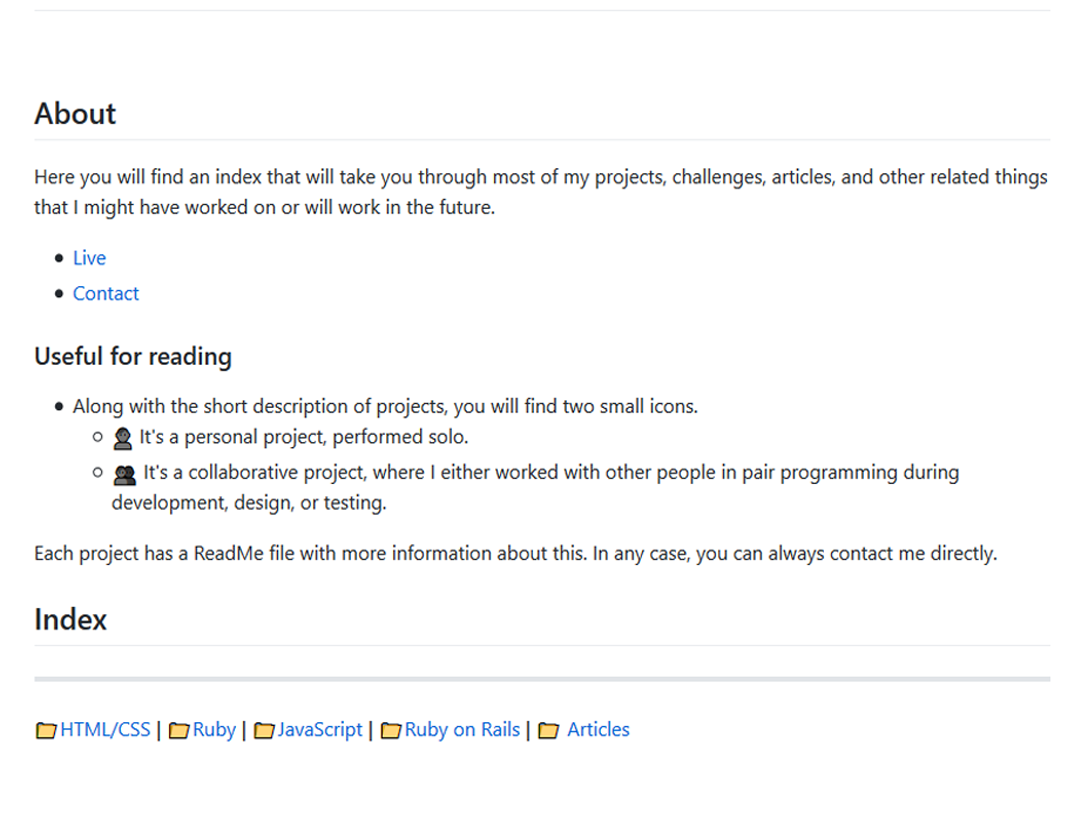 About
Here you will find an index that will take you through most of my projects, challenges, articles, and other related things
that I might have worked on or will work in the future.
Live
Contact
Useful for reading
Along with the short description of projects, you will find two small icons.
It's a personal project, performed solo.
It's a collaborative project, where I either worked with other people in pair programming during
development, design, or testing.
Each project has a ReadMe file with more information about this. In any case, you can always contact me directly.
Index
HTML/CSS | Ruby | JavaScript | Ruby on Rails | Articles